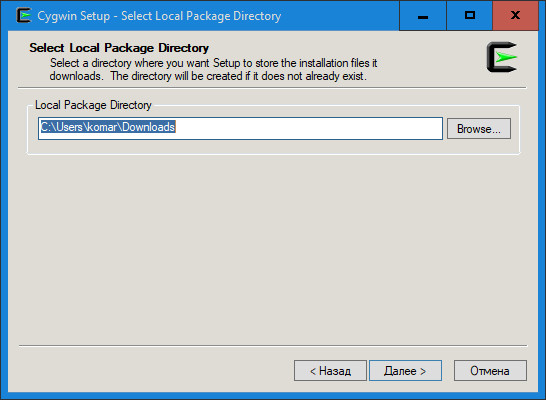 Cygwin Setup - Select Local Package Directory
Select Local Package Directory
Select a directory where you want Setup to store the installation files it
downloads. The directory will be created if it does not already exist.
Local Package Directory
C:\Users\komar\Downloads
Browse...
< Назад
Далее >
Отмена